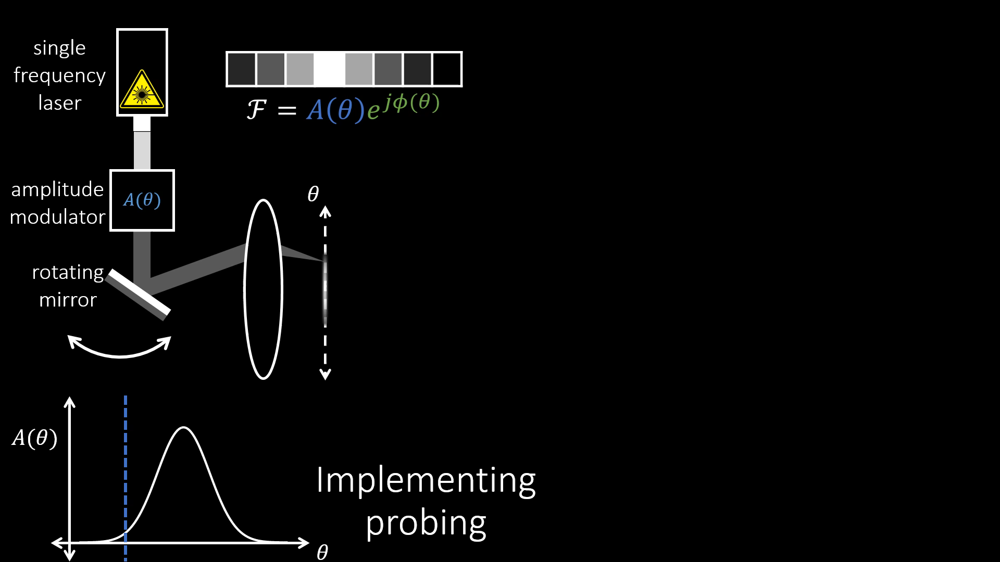 single
frequency
laser
ℱ = A(θ)e^{jϕ(θ)}
amplitude
modulator
A(θ)
θ
rotating
mirror
A(θ)
θ
Implementing
probing